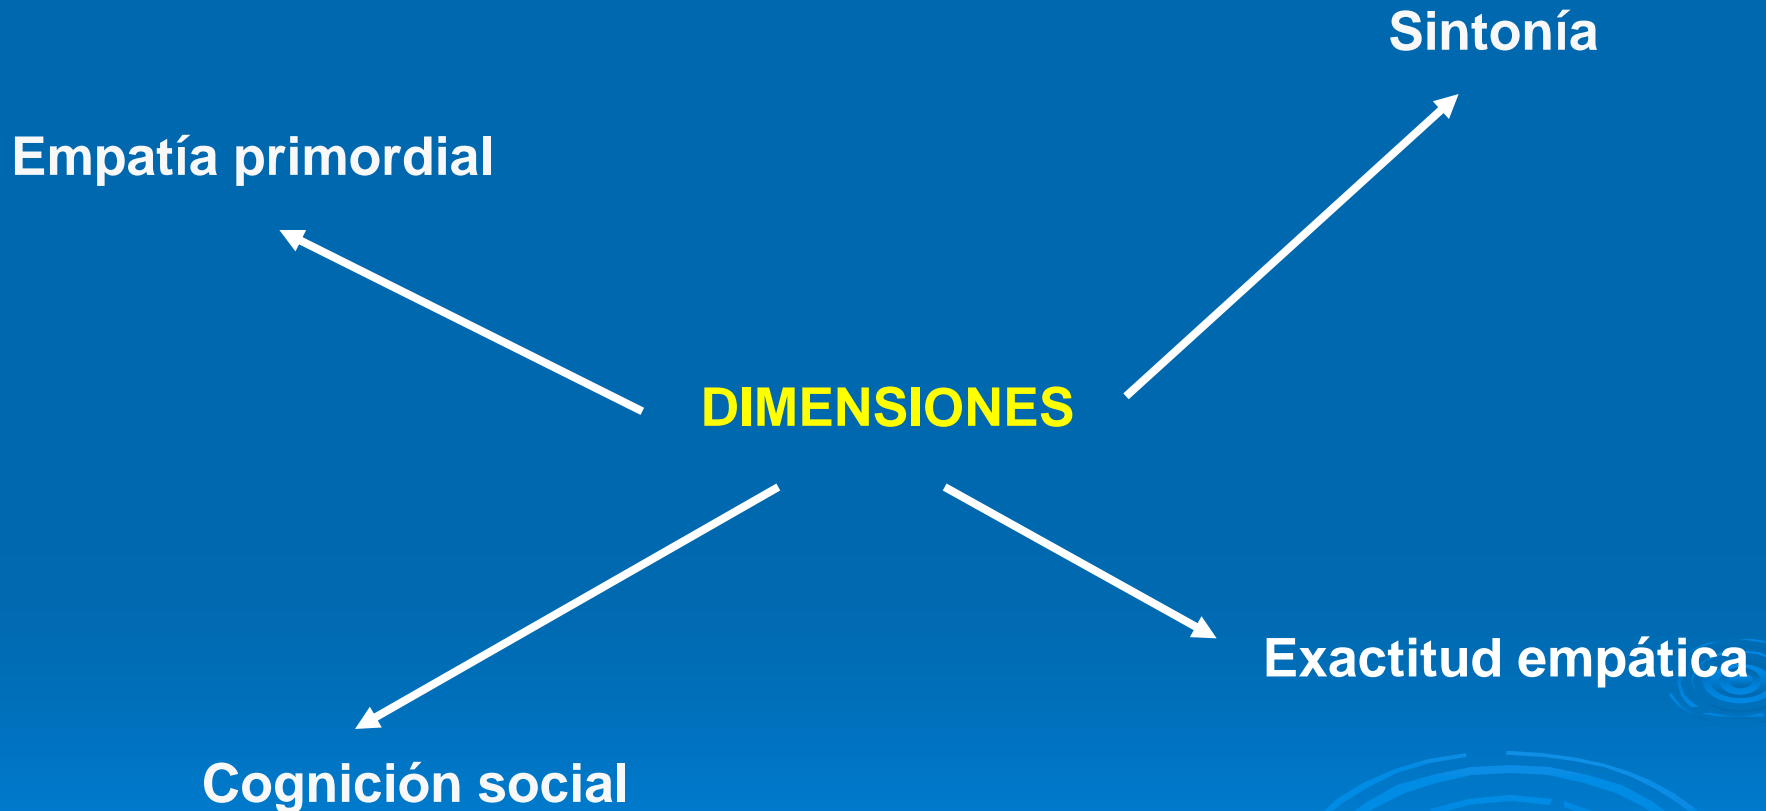 Sintonía
Empatía primordial
DIMENSIONES
Exactitud empática
Cognición social